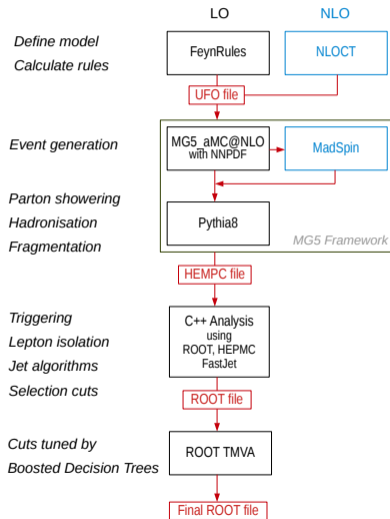 LO
NLO
Define model
Calculate rules
FeynRules
NLOCT
UFO file
Event generation
MG5_aMC@NLO
with NNPDF
MadSpin
Parton showering
Hadronisation
Fragmentation
Pythia8
MG5 Framework
HEMPC file
Triggering
Lepton isolation
Jet algorithms
Selection cuts
C++ Analysis
using
ROOT, HEPMC
FastJet
ROOT file
Cuts tuned by
Boosted Decision Trees
ROOT TMVA
Final ROOT file